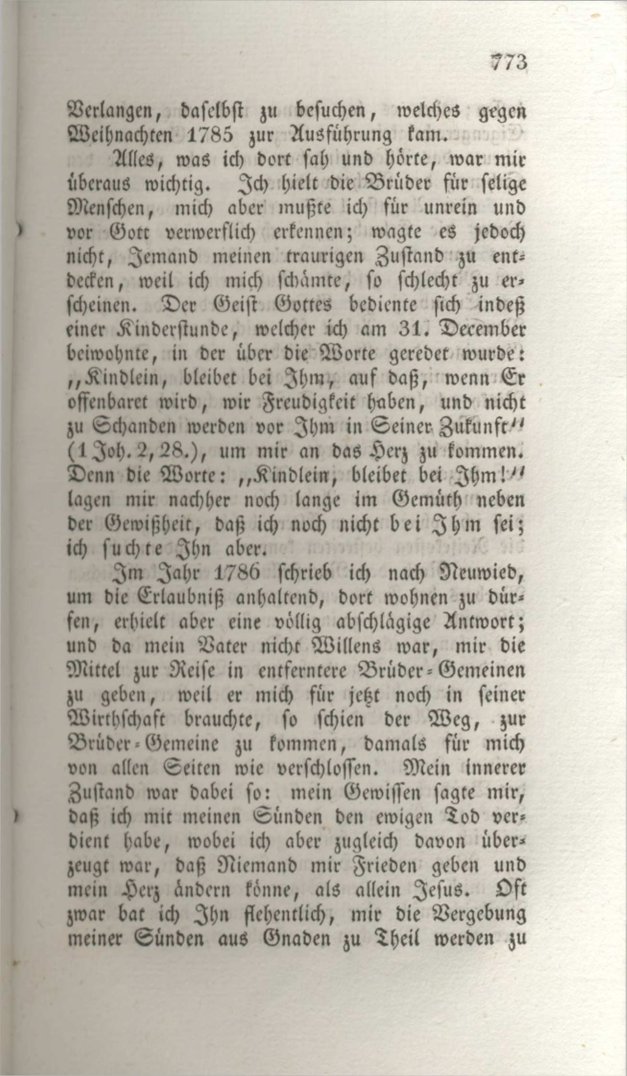 773
Verlangen, daselbst zu besuchen, welches gegen
Weihnachten 1785 zur Ausführung kam.
Alles, was ich dort sah und hörte, war mir
überaus wichtig. Ich hielt die Brüder für selige
Menschen, mich aber mußte ich für unrein und
vor Gott verwerflich erkennen; wagte es jedoch
nicht, Jemand meinen traurigen Zustand zu ent-
decken, weil ich mich schämte, so schlecht zu er-
scheinen. Der Geist Gottes bediente sich indeß
einer Kinderstunde, welcher ich am 31. December
beiwohnte, in der über die Worte geredet wurde:
„Kindlein, bleibet bei Ihm, auf daß, wenn Er
offenbaret wird, wir Freudigkeit haben, und nicht
zu Schanden werden vor Ihm in Seiner Zukunft“
(1 Joh. 2, 28.), um mir an das Herz zu kommen.
Denn die Worte: „Kindlein, bleibet bei Ihm!“
lagen mir nachher noch lange im Gemüth neben
der Gewißheit, daß ich noch nicht bei Ihm sei;
ich suchte Ihn aber.
Im Jahr 1786 schrieb ich nach Neuwied,
um die Erlaubniß anhaltend, dort wohnen zu dür-
fen, erhielt aber eine völlig abschlägige Antwort;
und da mein Vater nicht Willens war, mir die
Mittel zur Reise in entferntere Brüder-Gemeinen
zu geben, weil er mich für jetzt noch in seiner
Wirthschaft brauchte, so schien der Weg, zur
Brüder-Gemeine zu kommen, damals für mich
von allen Seiten wie verschlossen. Mein innerer
Zustand war dabei so: mein Gewissen sagte mir,
daß ich mit meinen Sünden den ewigen Tod ver-
dient habe, wobei ich aber zugleich davon über-
zeugt war, daß Niemand mir Frieden geben und
mein Herz ändern könne, als allein Jesus. Oft
zwar bat ich Ihn flehentlich, mir die Vergebung
meiner Sünden aus Gnaden zu Theil werden zu